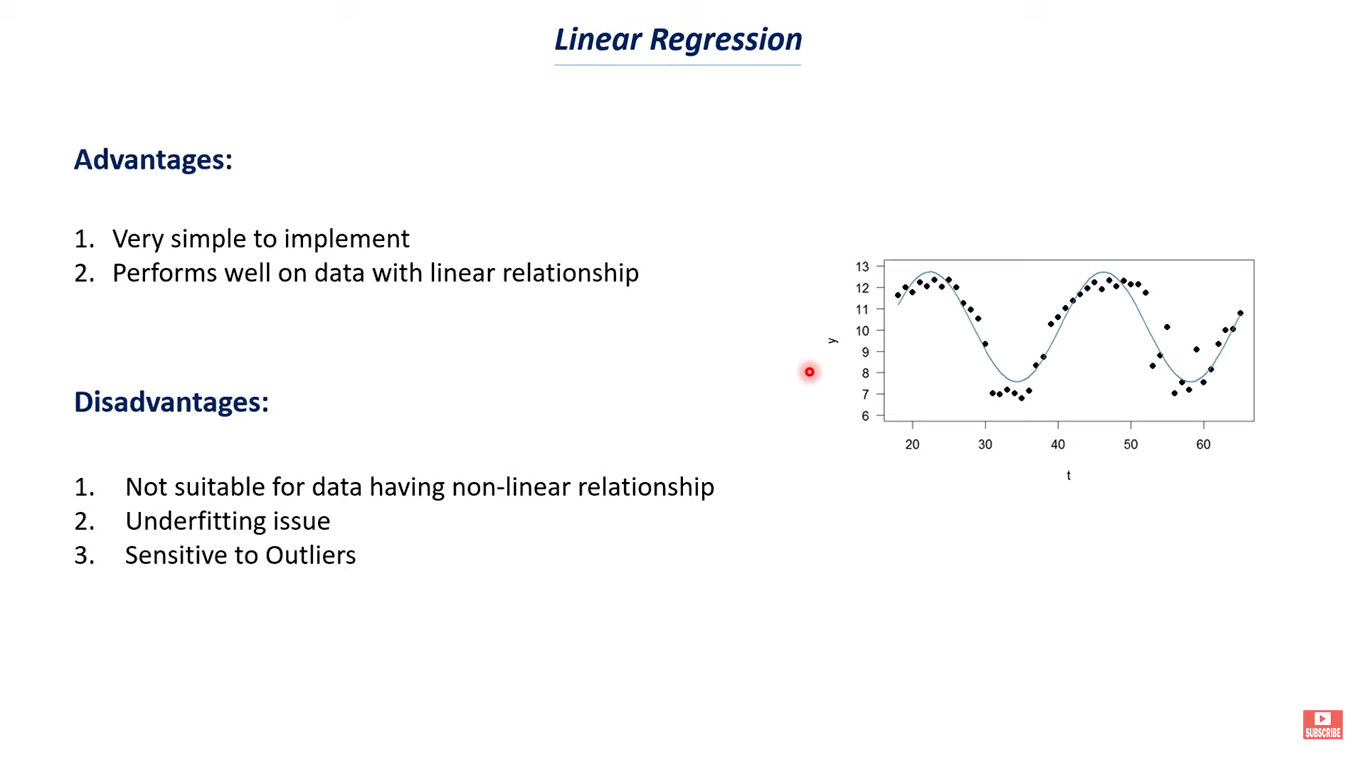 Linear Regression
Advantages:
1. Very simple to implement
2. Performs well on data with linear relationship
Disadvantages:
1. Not suitable for data having non-linear relationship
2. Underfitting issue
3. Sensitive to Outliers
13
12
11
10
9
8
7
6
y
20 30 40 50 60
t
SUBSCRIBE